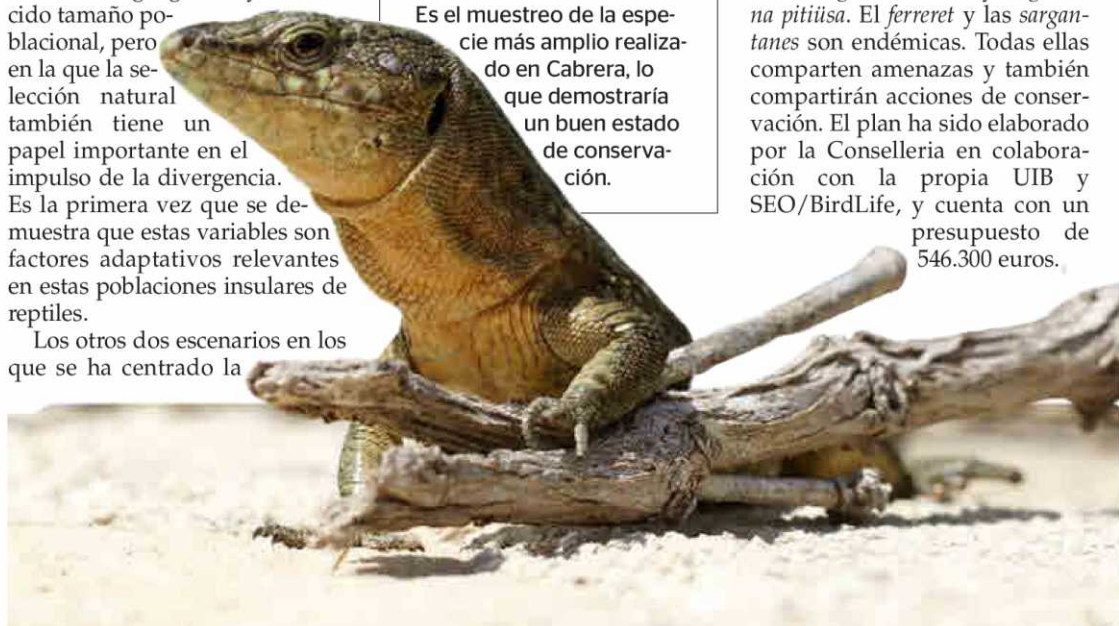 cido tamaño po-
blacional, pero
en la que la se-
lección natural
también tiene un
papel importante en el
impulso de la divergencia.
Es la primera vez que se de-
muestra que estas variables son
factores adaptativos relevantes
en estas poblaciones insulares de
reptiles.
Los otros dos escenarios en los
que se ha centrado la
Es el muestreo de la espe-
cie más amplio realiza-
do en Cabrera, lo
que demostraría
un buen estado
de conserva-
ción.
na pitiüsa. El ferreret y las sargan-
tanes son endémicas. Todas ellas
comparten amenazas y también
compartirán acciones de conser-
vación. El plan ha sido elaborado
por la Conselleria en colabora-
ción con la propia UIB y
SEO/BirdLife, y cuenta con un
presupuesto de
546.300 euros.